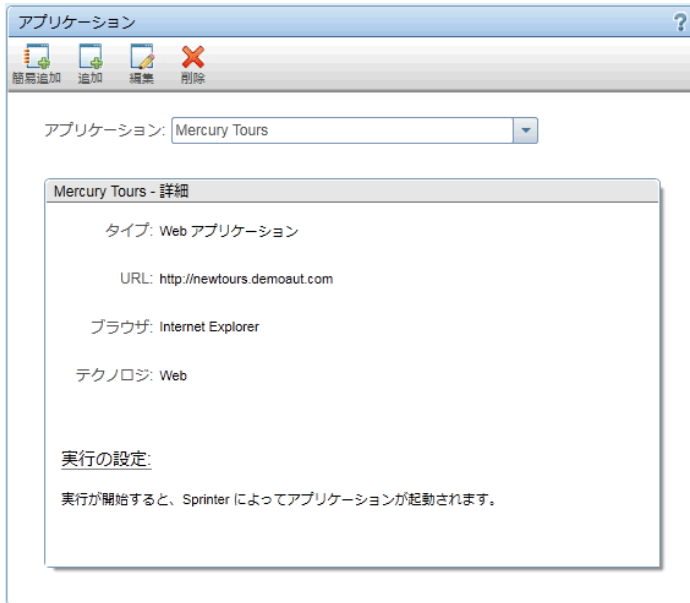 アプリケーション ?
簡易追加 追加 編集 削除
アプリケーション: Mercury Tours
Mercury Tours - 詳細
タイプ: Web アプリケーション
URL: http://newtours.demoaut.com
ブラウザ: Internet Explorer
テクノロジ: Web
実行の設定:
実行が開始すると、Sprinter によってアプリケーションが起動されます。